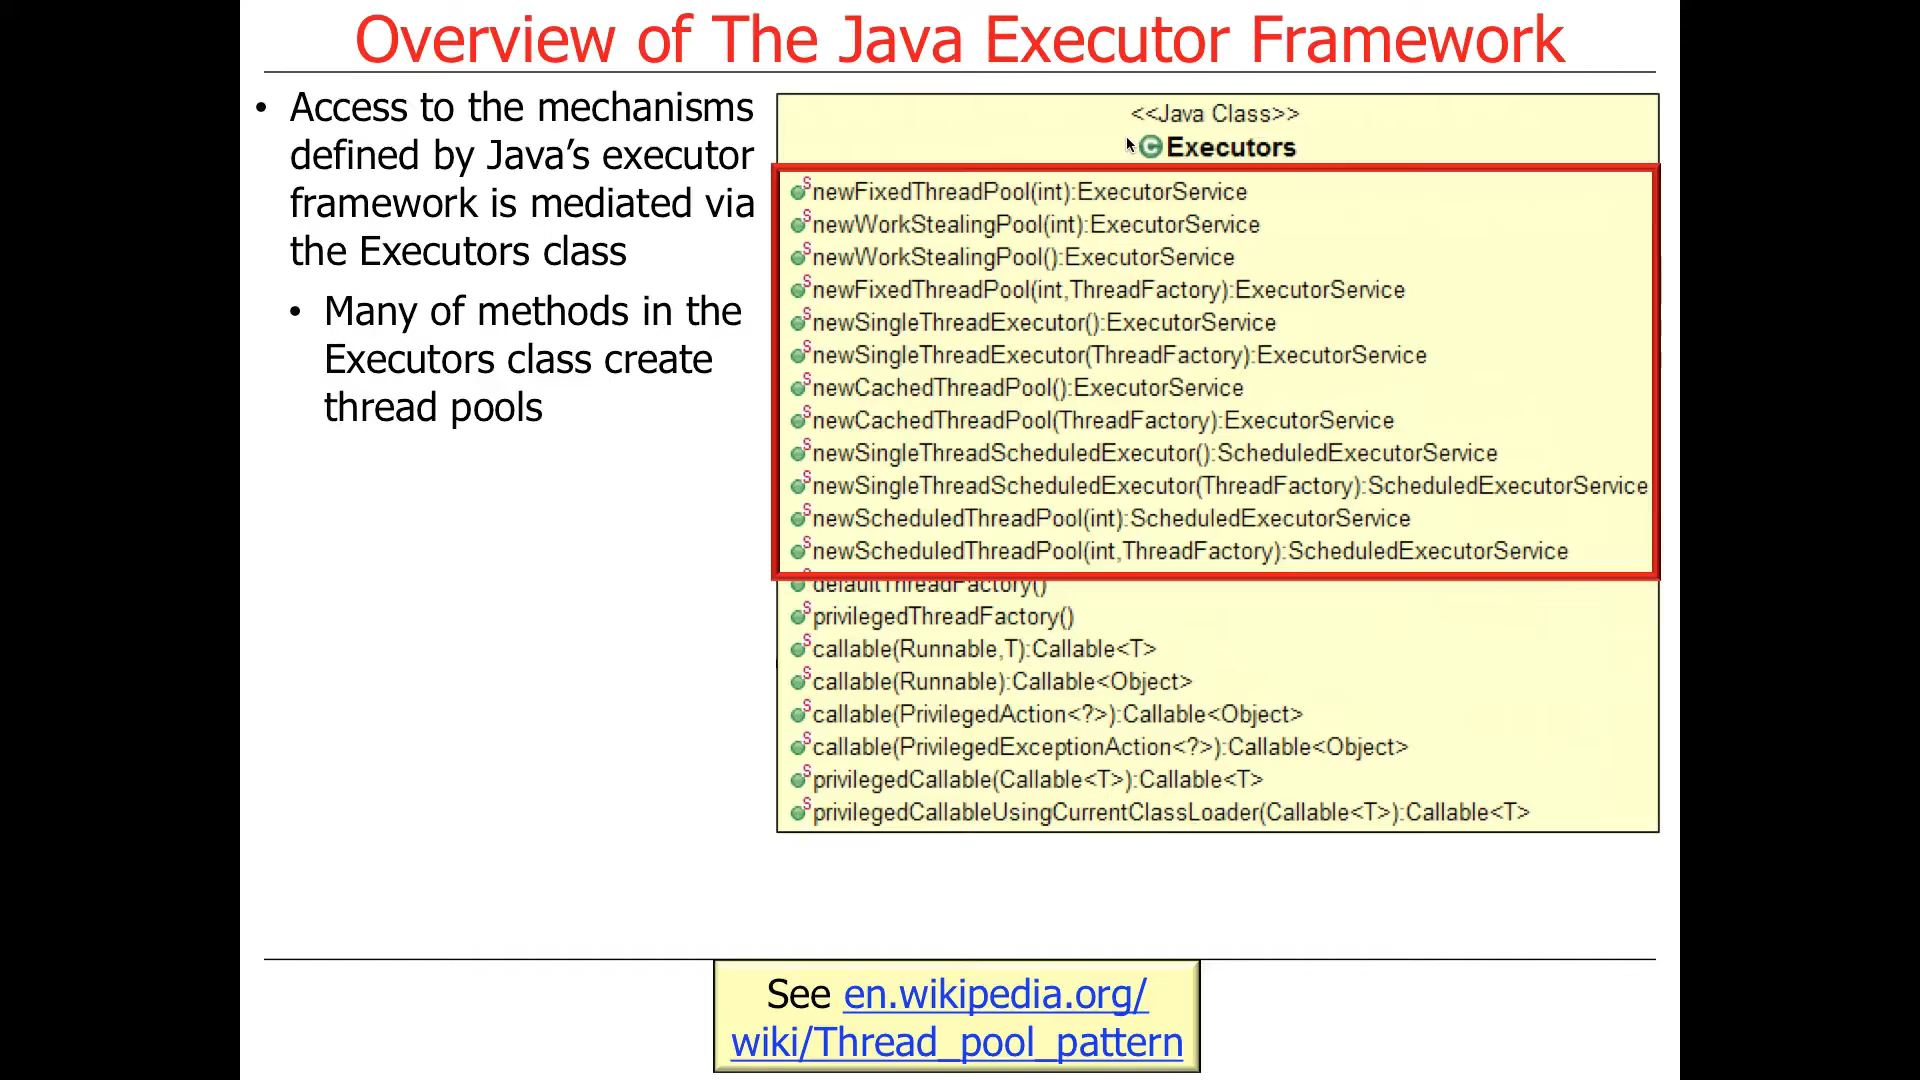 Overview of The Java Executor Framework
• Access to the mechanisms
defined by Java’s executor
framework is mediated via
the Executors class
• Many of methods in the
Executors class create
thread pools
<<Java Class>>
Executors
newFixedThreadPool(int):ExecutorService
newWorkStealingPool(int):ExecutorService
newWorkStealingPool():ExecutorService
newFixedThreadPool(int,ThreadFactory):ExecutorService
newSingleThreadExecutor():ExecutorService
newSingleThreadExecutor(ThreadFactory):ExecutorService
newCachedThreadPool():ExecutorService
newCachedThreadPool(ThreadFactory):ExecutorService
newSingleThreadScheduledExecutor():ScheduledExecutorService
newSingleThreadScheduledExecutor(ThreadFactory):ScheduledExecutorService
newScheduledThreadPool(int):ScheduledExecutorService
newScheduledThreadPool(int,ThreadFactory):ScheduledExecutorService
defaultThreadFactory()
privilegedThreadFactory()
callable(Runnable,T):Callable<T>
callable(Runnable):Callable<Object>
callable(PrivilegedAction<?>):Callable<Object>
callable(PrivilegedExceptionAction<?>):Callable<Object>
privilegedCallable(Callable<T>):Callable<T>
privilegedCallableUsingCurrentClassLoader(Callable<T>):Callable<T>
See en.wikipedia.org/
wiki/Thread_pool_pattern